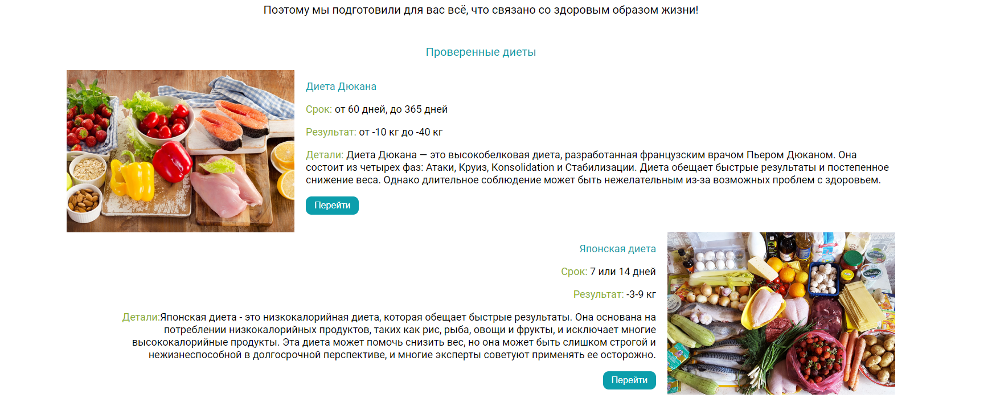 Поэтому мы подготовили для вас всё, что связано со здоровым образом жизни!
Проверенные диеты
Диета Дюкана
Срок: от 60 дней, до 365 дней
Результат: от -10 кг до -40 кг
Детали: Диета Дюкана — это высокобелковая диета, разработанная французским врачом Пьером Дюканом. Она
состоит из четырех фаз: Атаки, Круиз, Konsolidation и Стабилизации. Диета обещает быстрые результаты и постепенное
снижение веса. Однако длительное соблюдение может быть нежелательным из-за возможных проблем с здоровьем.
Перейти
Японская диета
Срок: 7 или 14 дней
Результат: -3-9 кг
Детали:Японская диета - это низкокалорийная диета, которая обещает быстрые результаты. Она основана на
потреблении низкокалорийных продуктов, таких как рис, рыба, овощи и фрукты, и исключает многие
высококалорийные продукты. Эта диета может помочь снизить вес, но она может быть слишком строгой и
нежизнеспособной в долгосрочной перспективе, и многие эксперты советуют применять ее осторожно.
Перейти